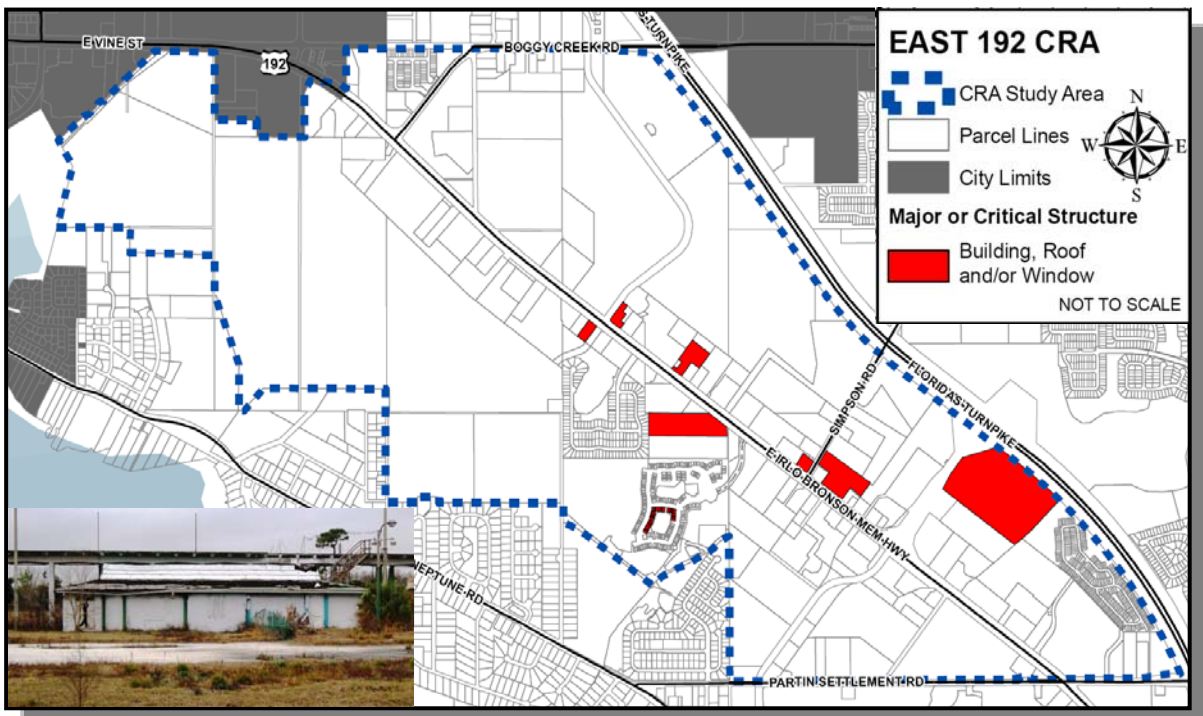 E VINE ST
192
BOGGY CREEK RD
S TURNPIKE
EAST 192 CRA
CRA Study Area
Parcel Lines
City Limits
Major or Critical Structure
Building, Roof
and/or Window
NOT TO SCALE
N
W
E
S
FLORIDAS TURNPIKE
SIMPSON RD
E IRLO BRONSON MEM HWY
NEPTUNE RD
PARTIN SETTLEMENT RD